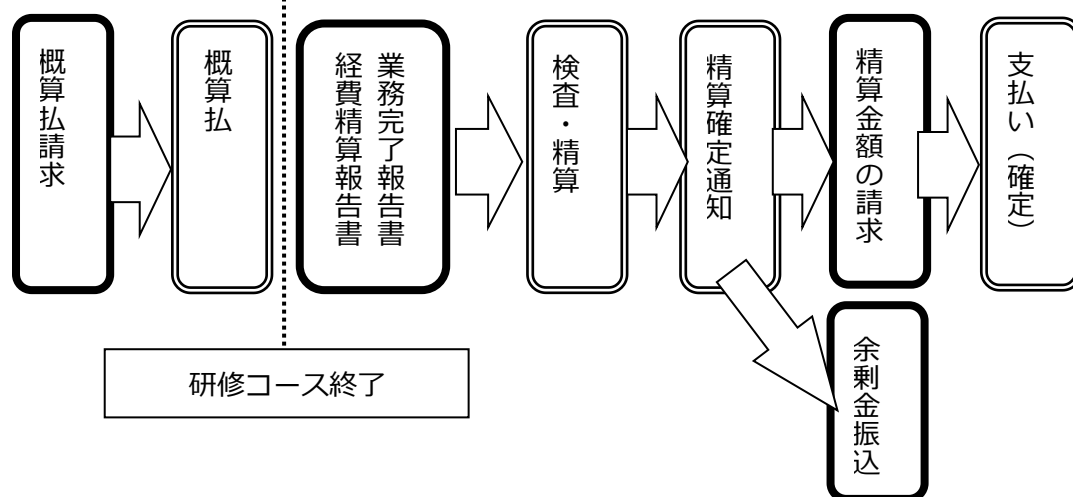 概算払請求
概算払
業務完了報告書
経費精算報告書
検査・精算
精算確定通知
精算金額の請求
支払い（確定）
研修コース終了
余剰金振込